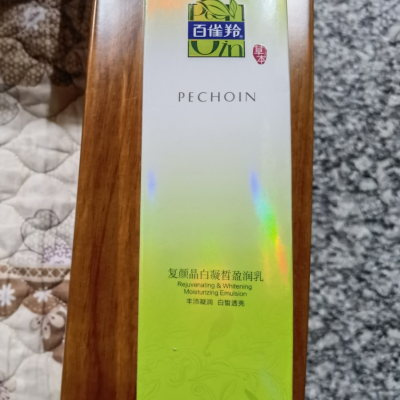 百雀羚
草本
PECHOIN
复颜晶白凝皙盈润乳
Rejuvenating & Whitening
Moisturizing Emulsion
丰沛凝润 白皙透亮